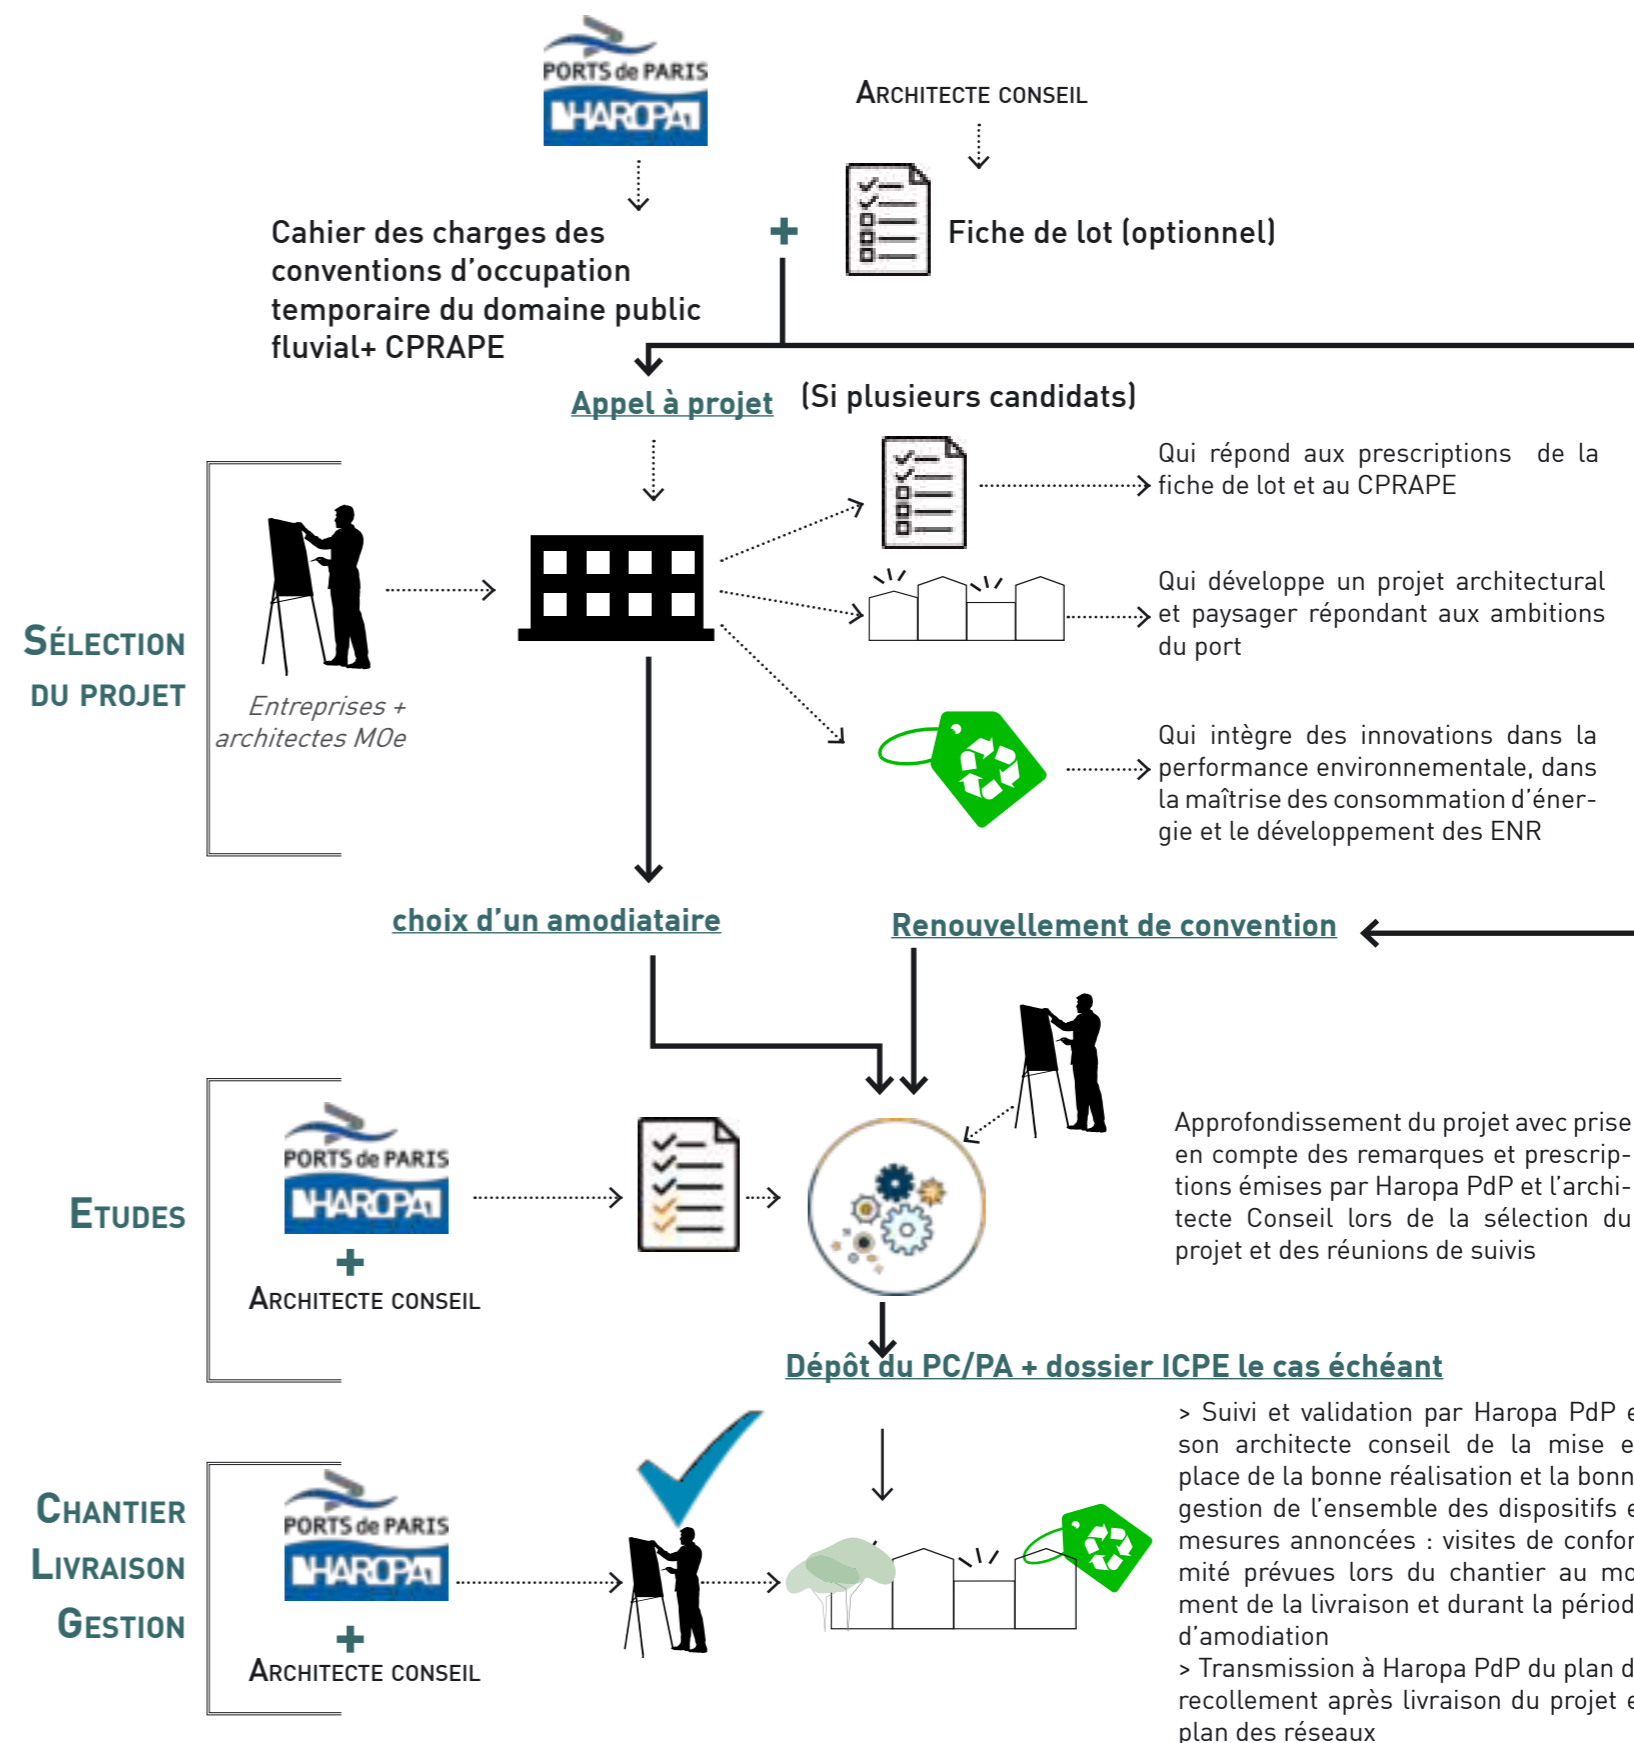 PORTS de PARIS
HAROPA
ARCHITECTE CONSEIL
Cahier des charges des
conventions d'occupation
temporaire du domaine public
fluvial+ CPRAPE
+
Fiche de lot (optionnel)
Appel à projet (Si plusieurs candidats)
SÉLECTION
DU PROJET
Entreprises +
architectes MOe
Qui répond aux prescriptions de la
fiche de lot et au CPRAPE
Qui développe un projet architectural
et paysager répondant aux ambitions
du port
Qui intègre des innovations dans la
performance environnementale, dans
la maîtrise des consommation d'éner-
gie et le développement des ENR
choix d'un amodiataire
Renouvellement de convention
ETUDES
PORTS de PARIS
HAROPA
+
ARCHITECTE CONSEIL
Approfondissement du projet avec prise
en compte des remarques et prescrip-
tions émises par Haropa PdP et l'archi-
tecte Conseil lors de la sélection du
projet et des réunions de suivis
Dépôt du PC/PA + dossier ICPE le cas échéant
CHANTIER
LIVRAISON
GESTION
PORTS de PARIS
HAROPA
+
ARCHITECTE CONSEIL
> Suivi et validation par Haropa PdP e
son architecte conseil de la mise e
place de la bonne réalisation et la bonn
gestion de l'ensemble des dispositifs e
mesures annoncées : visites de confor
mité prévues lors du chantier au mo
ment de la livraison et durant la périod
d'amodiation
> Transmission à Haropa PdP du plan d
recollement après livraison du projet e
plan des réseaux